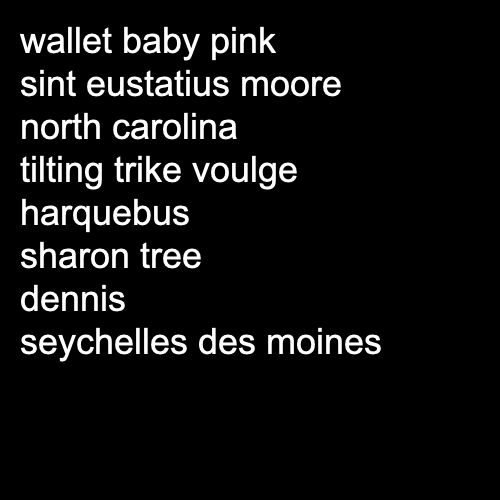 wallet baby pink
sint eustatius moore
north carolina
tilting trike voulge
harquebus
sharon tree
dennis
seychelles des moines